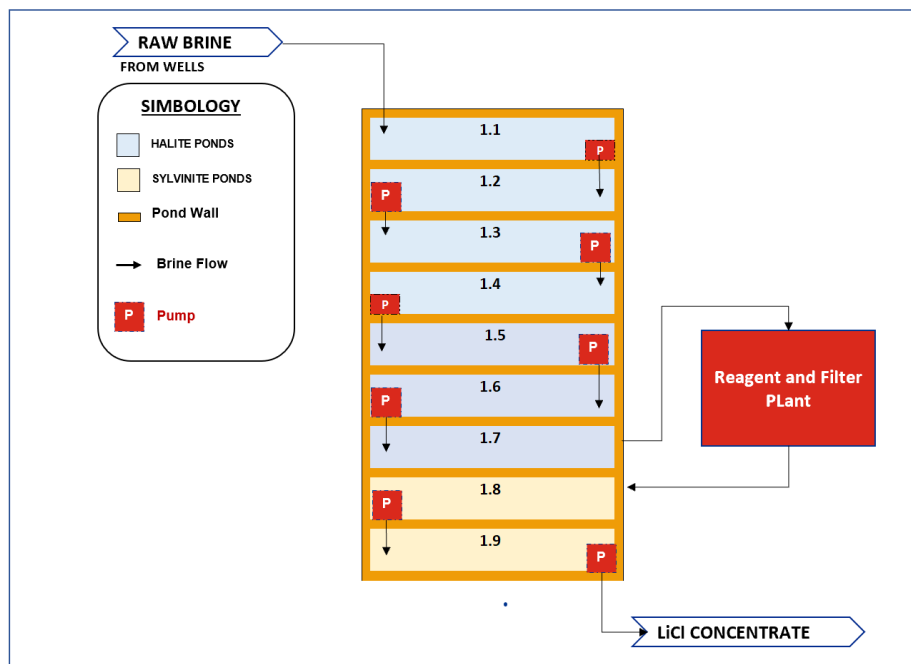 RAW BRINE
FROM WELLS
SIMBOLOGY
HALITE PONDS
SYLVINITE PONDS
Pond Wall
Brine Flow
P
Pump
1.1
P
1.2
P
1.3
P
1.4
P
1.5
P
1.6
P
1.7
1.8
P
1.9
P
Reagent and Filter
PLant
LiCl CONCENTRATE